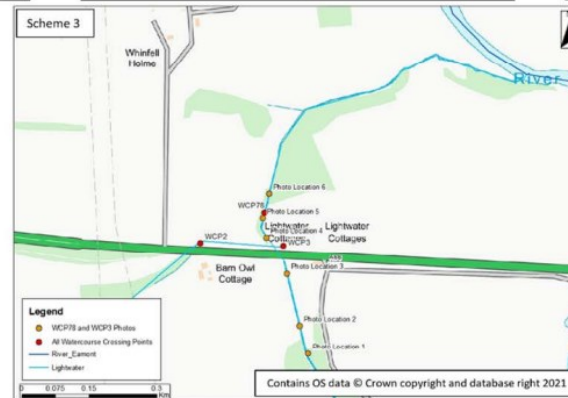 Scheme 3
Whinfell
Holme
River
Photo Location 6
WCP78
Photo Location 5
Lightwater
Cottages
Photo Location 4
Lightwater
Cottages
WCP2
WCP3
A66
Barn Owl
Cottage
Photo Location 3
Photo Location 2
Photo Location 1
Legend
WCP78 and WCP3 Photos
All Watercourse Crossing Points
River_Eamont
Lightwater
0 0.075 0.15 0.3
Km
Contains OS data © Crown copyright and database right 2021